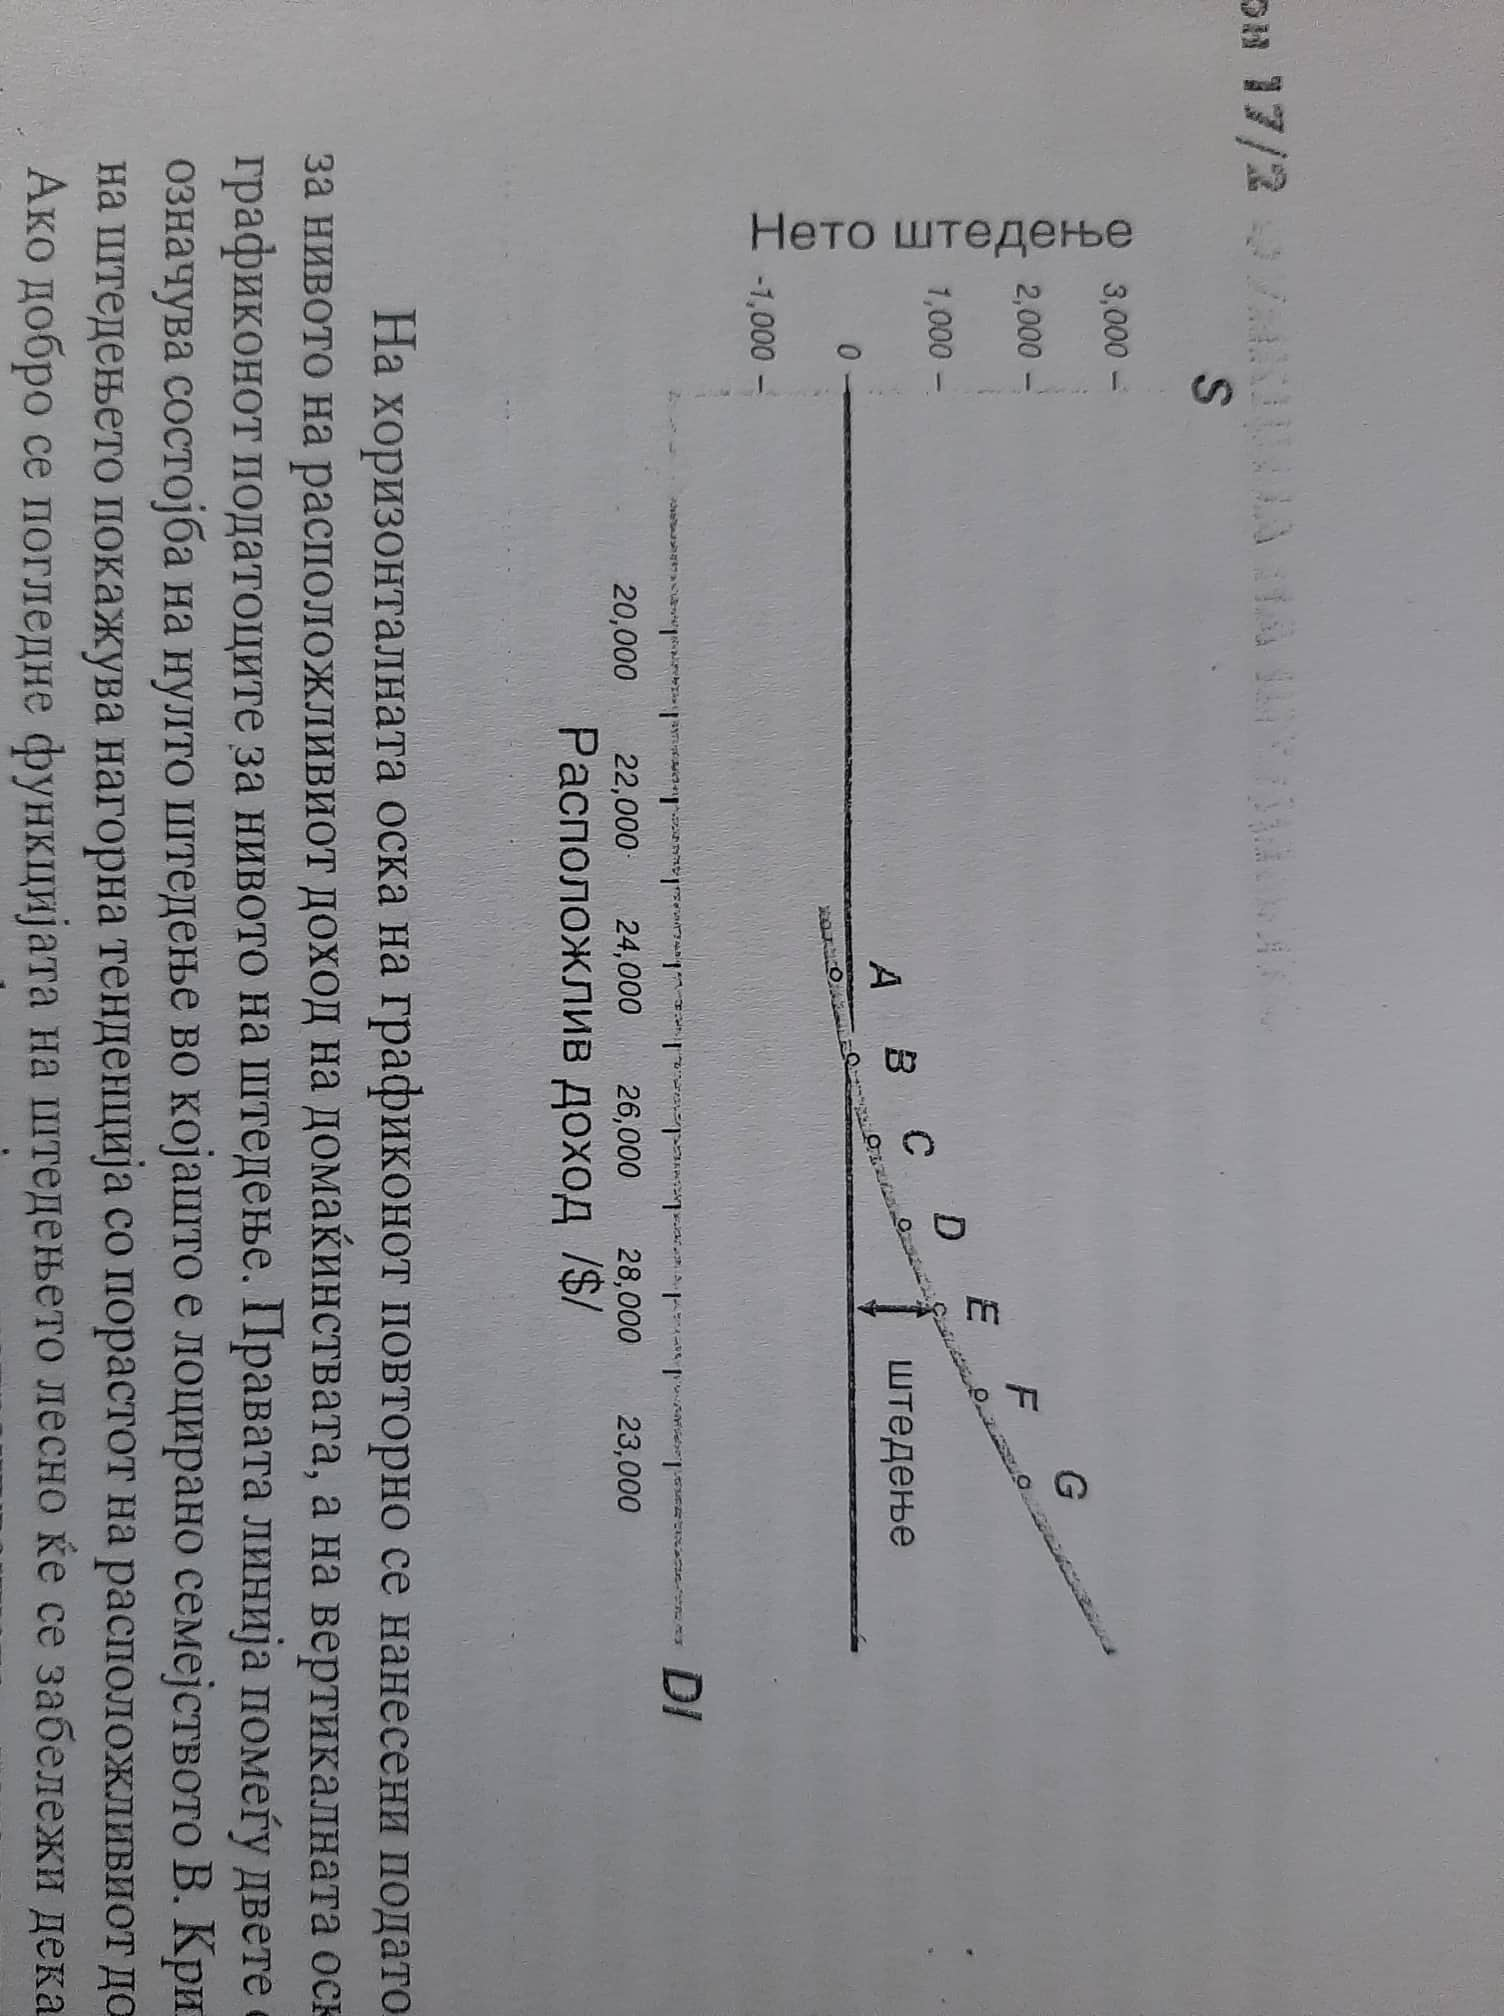 17/2
S
3,000 –
2,000 –
1,000 –
0
-1,000 –
Нето штедење
A B C D E F G
штедење
DI
20,000 22,000 24,000 26,000 28,000 23,000
Расположлив доход /$/
На хоризонталната оска на графиконот повторно се нанесени
за нивото на расположливиот доход на домаќинствата, а на вертикалната
графиконот податоците за нивото на штедење. Правата линија помеѓу двете
означува состојба на нулто штедење во којашто е лоцирано семејството В.
на штедењето покажува нагорна тенденција со порастот на расположливиот
Ако добро се погледне функцијата на штедењето лесно ќе се забележи дека